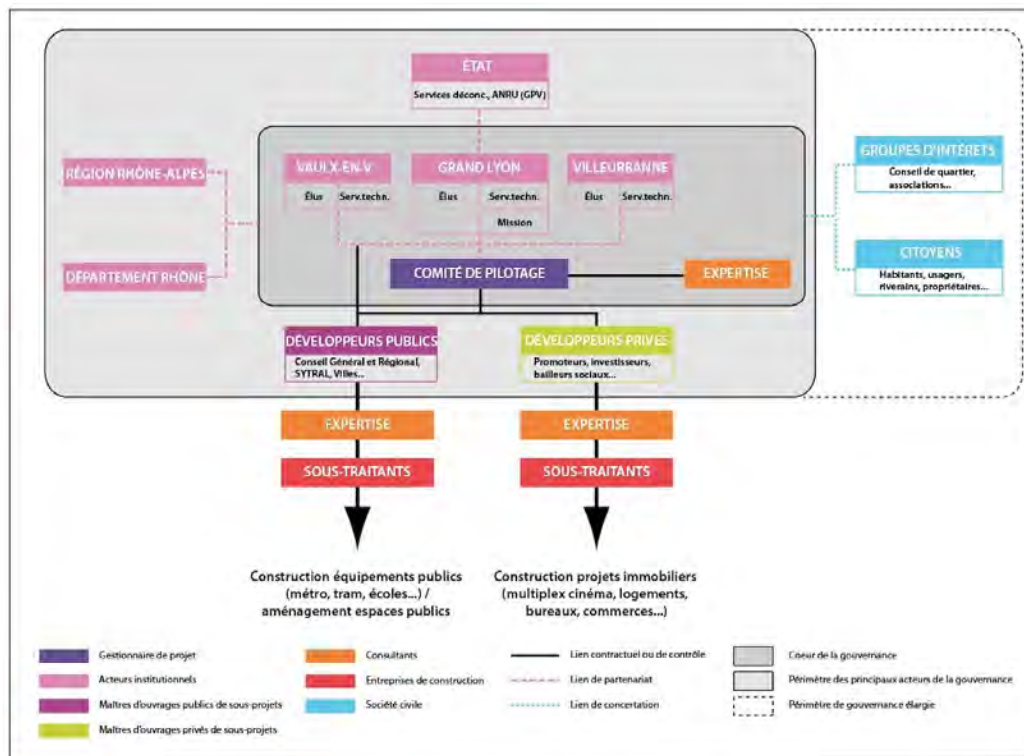 ÉTAT
Services déconc., ANRU (GPV)
RÉGION RHÔNE-ALPES
DÉPARTEMENT RHÔNE
VAULX-EN-V
Élus Serv.techn.
GRAND LYON
Élus Serv.techn.
Mission
VILLEURBANNE
Élus Serv.techn.
COMITÉ DE PILOTAGE
EXPERTISE
GROUPES D'INTÉRETS
Conseil de quartier,
associations...
CITOYENS
Habitants, usagers,
riverains, propriétaires...
DÉVELOPPEURS PUBLICS
Conseil Général et Régional,
SYTRAL, Villes...
DÉVELOPPEURS PRIVÉS
Promoteurs, investisseurs,
bailleurs sociaux...
EXPERTISE
EXPERTISE
SOUS-TRAITANTS
SOUS-TRAITANTS
Construction équipements publics
(métro, tram, écoles...) /
aménagement espaces publics
Construction projets immobiliers
(multiplex cinéma, logements,
bureaux, commerces...)
Gestionnaire de projet
Acteurs institutionnels
Maîtres d'ouvrages publics de sous-projets
Maîtres d'ouvrages privés de sous-projets
Consultants
Entreprises de construction
Société civile
Lien contractuel ou de contrôle
Lien de partenariat
Lien de concertation
Coeur de la gouvernance
Périmètre des principaux acteurs de la gouvernance
Périmètre de gouvernance élargie